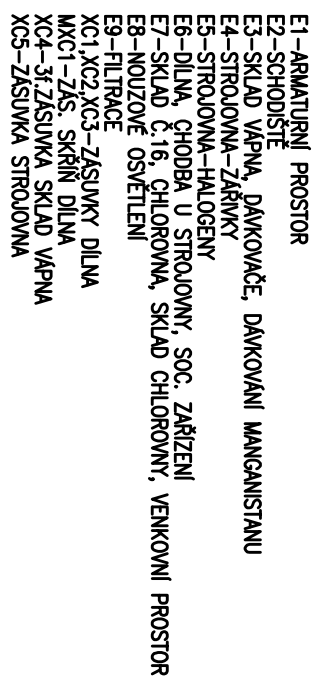 E1-ARMATURNÍ PROSTOR
E2-SCHODIŠTĚ
E3-SKLAD VÁPNA, DÁVKOVAČE, DÁVKOVÁNÍ MANGANISTANU
E4-STROJOVNA-ZÁŘIVKY
E5-STROJOVNA-HALOGENY
E6-DÍLNA, CHODBA U STROJOVNY, SOC. ZAŘÍZENÍ
E7-SKLAD Č.16, CHLOROVNA, SKLAD CHLOROVNY, VENKOVNÍ PROSTOR
E8-NOUZOVÉ OSVĚTLENÍ
E9-FILTRACE
XC1,XC2,XC3-ZÁSUVKY DÍLNA
MXC1-ZÁS. SKŘÍŇ DÍLNA
XC4-3f.ZÁSUVKA SKLAD VÁPNA
XC5-ZÁSUVKA STROJOVNA